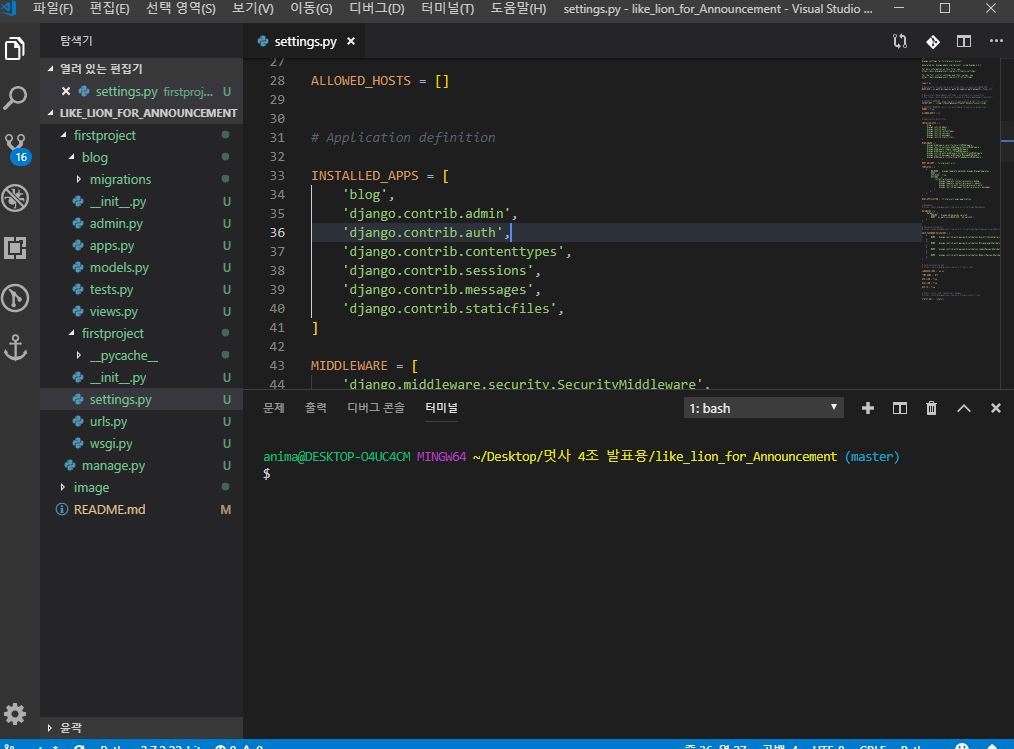 파일(F) 편집(E) 선택 영역(S) 보기(V) 이동(G) 디버그(D) 터미널(T) 도움말(H) settings.py - like_lion_for_Announcement - Visual Studio ...
탐색기
열려 있는 편집기
settings.py firstproj... U
LIKE_LION_FOR_ANNOUNCEMENT
firstproject
blog
migrations
__init__.py U
admin.py U
apps.py U
models.py U
tests.py U
views.py U
firstproject
__pycache__
__init__.py U
settings.py U
urls.py U
wsgi.py U
manage.py U
image
README.md M
윤곽
16
settings.py
27
28 ALLOWED_HOSTS = []
29
30
31 # Application definition
32
33 INSTALLED_APPS = [
34 'blog',
35 'django.contrib.admin',
36 'django.contrib.auth',
37 'django.contrib.contenttypes',
38 'django.contrib.sessions',
39 'django.contrib.messages',
40 'django.contrib.staticfiles',
41 ]
42
43 MIDDLEWARE = [
44 'django.middleware.security.SecurityMiddleware',
문제 출력 디버그 콘솔 터미널 1: bash
anima@DESKTOP-O4UC4CM MINGW64 ~/Desktop/멋사 4조 발표용/like_lion_for_Announcement (master)
$